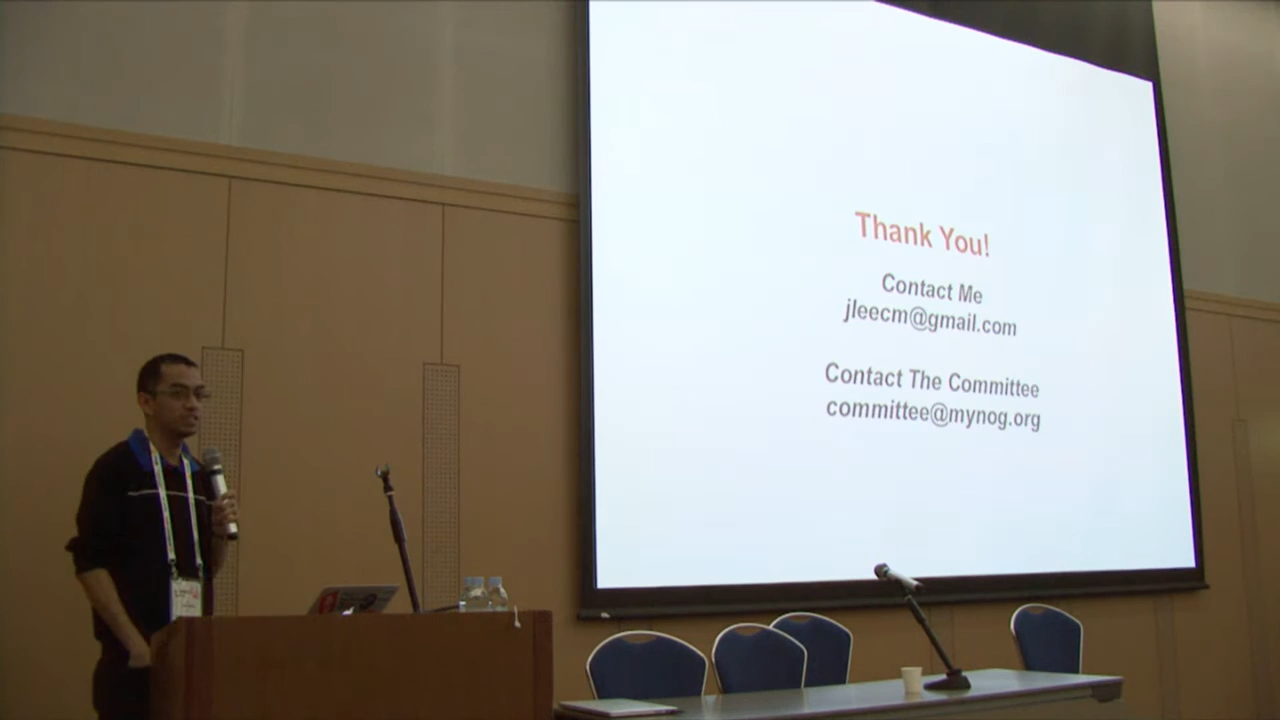 Thank You!
Contact Me
jleecm@gmail.com
Contact The Committee
committee@mynog.org